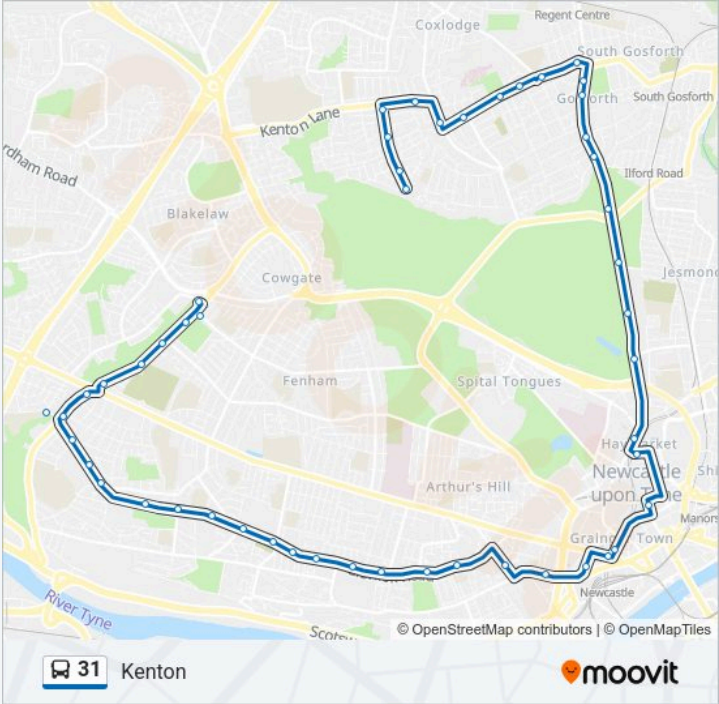 Regent Centre
Coxlodge
South Gosforth
Gosforth
South Gosforth
Kenton Lane
rdham Road
Ilford Road
Blakelaw
Cowgate
Jesmond
Fenham
Spital Tongues
Haymarket
Newcastle
upon Tyne
Shi
Arthur's Hill
Manors
Grainger Town
Newcastle
River Tyne
Scotsw
© OpenStreetMap contributors | © OpenMapTiles
31 Kenton
moovit